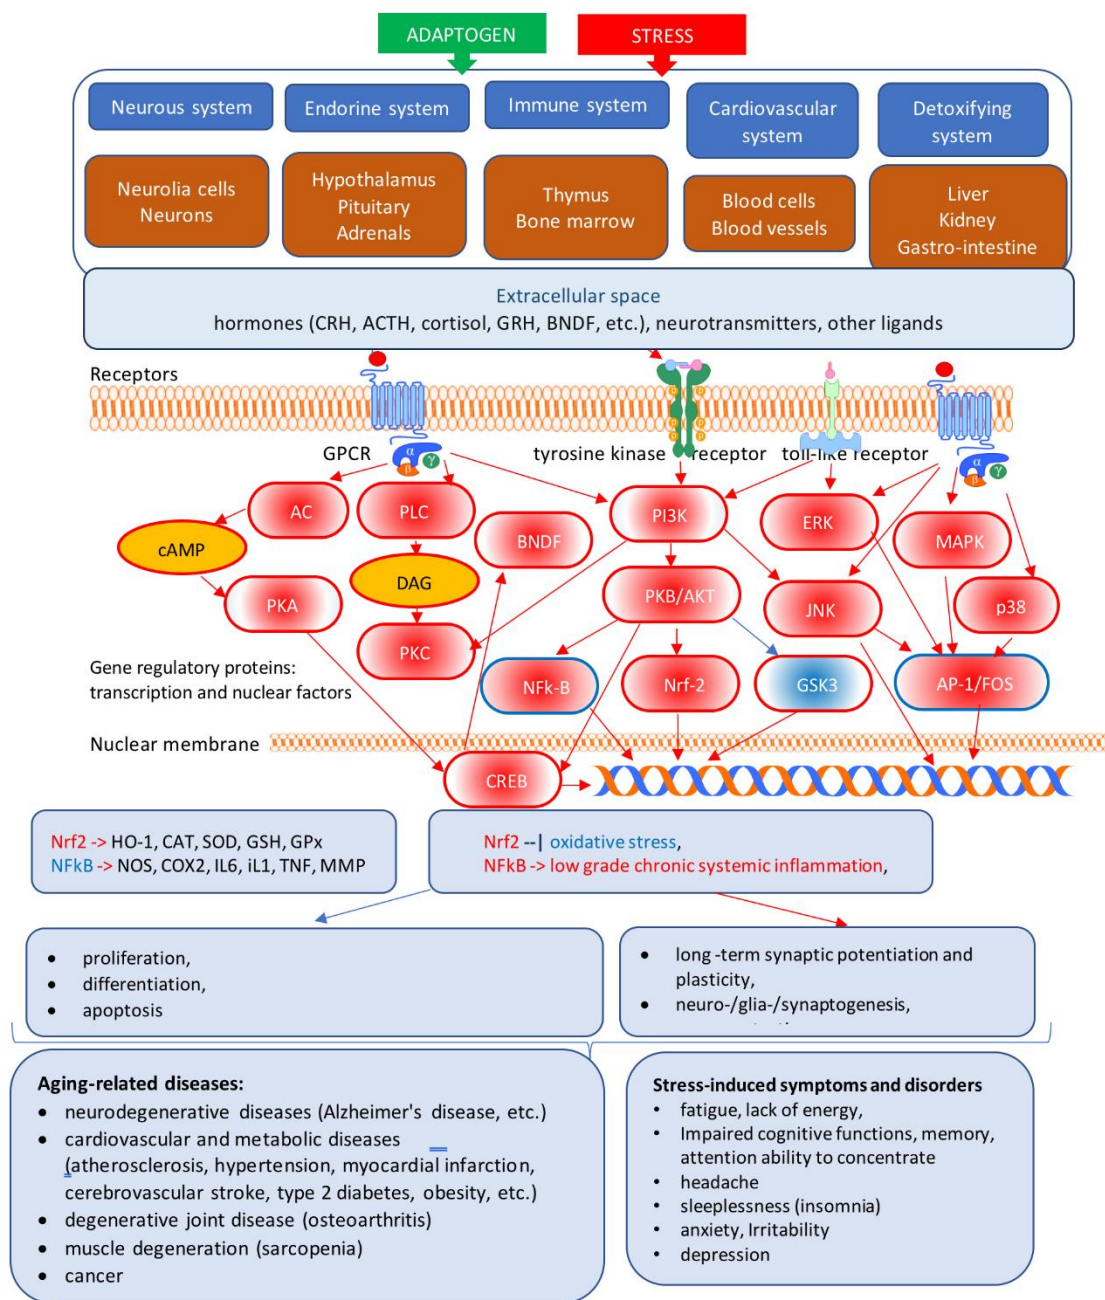 ADAPTOGEN
STRESS
Neurous system
Endorine system
Immune system
Cardiovascular
system
Detoxifying
system
Neurolia cells
Neurons
Hypothalamus
Pituitary
Adrenals
Thymus
Bone marrow
Blood cells
Blood vessels
Liver
Kidney
Gastro-intestine
Extracellular space
hormones (CRH, ACTH, cortisol, GRH, BNDF, etc.), neurotransmitters, other ligands
Receptors
GPCR
α
β
γ
tyrosine kinase receptor
toll-like receptor
α
β
γ
p
p
p
p
p
p
AC
PLC
BNDF
PI3K
ERK
MAPK
cAMP
DAG
PKA
PKB/AKT
JNK
p38
PKC
Gene regulatory proteins:
transcription and nuclear factors
NFk-B
Nrf-2
GSK3
AP-1/FOS
Nuclear membrane
CREB
Nrf2 -> HO-1, CAT, SOD, GSH, GPx
NFkB -> NOS, COX2, IL6, iL1, TNF, MMP
Nrf2 --| oxidative stress,
NFkB -> low grade chronic systemic inflammation,
• proliferation,
• differentiation,
• apoptosis
• long -term synaptic potentiation and
plasticity,
• neuro-/glia-/synaptogenesis,
Aging-related diseases:
• neurodegenerative diseases (Alzheimer's disease, etc.)
• cardiovascular and metabolic diseases
(atherosclerosis, hypertension, myocardial infarction,
cerebrovascular stroke, type 2 diabetes, obesity, etc.)
• degenerative joint disease (osteoarthritis)
• muscle degeneration (sarcopenia)
• cancer
Stress-induced symptoms and disorders
• fatigue, lack of energy,
• Impaired cognitive functions, memory,
attention ability to concentrate
• headache
• sleeplessness (insomnia)
• anxiety, Irritability
• depression